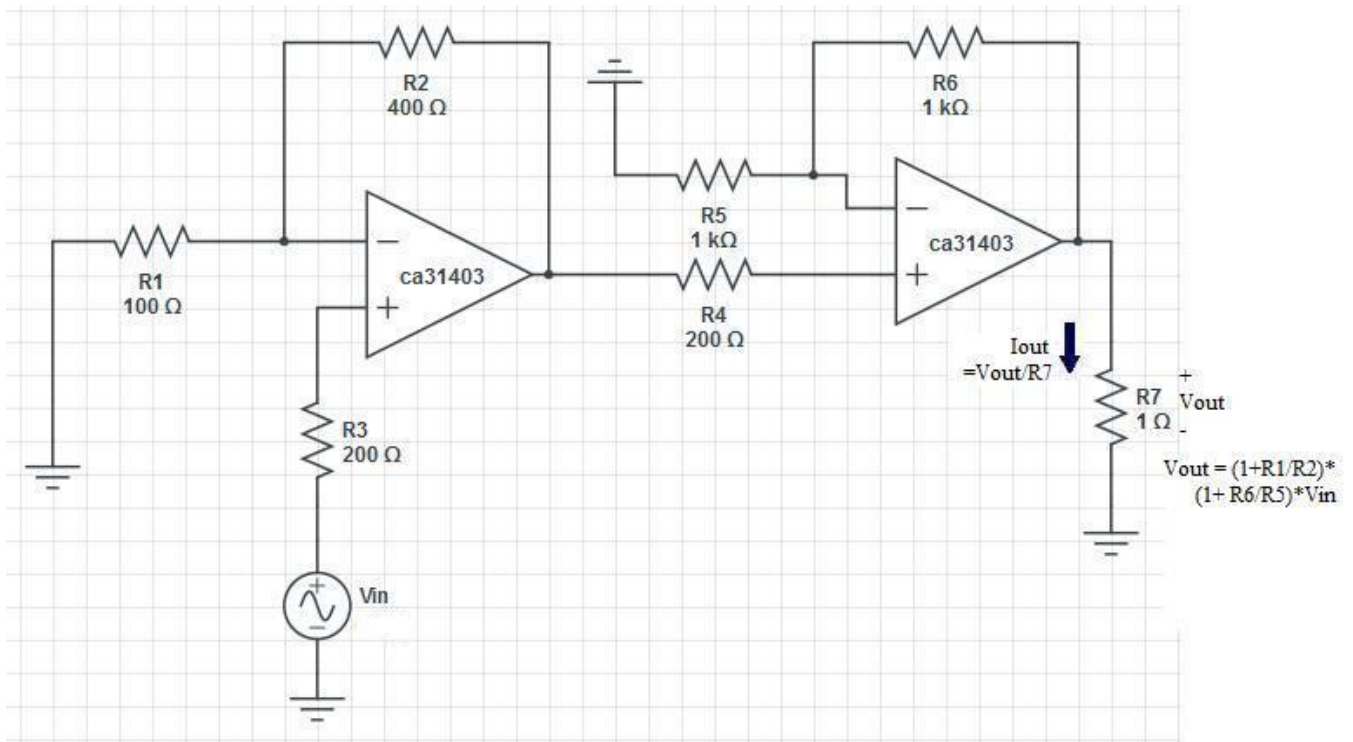 R2
400 Ω
R6
1 kΩ
R5
1 kΩ
R1
100 Ω
ca31403
ca31403
R4
200 Ω
Iout
=Vout/R7
R3
200 Ω
R7
1 Ω
+
Vout
-
Vout = (1+R1/R2)*
(1+ R6/R5)*Vin
Vin